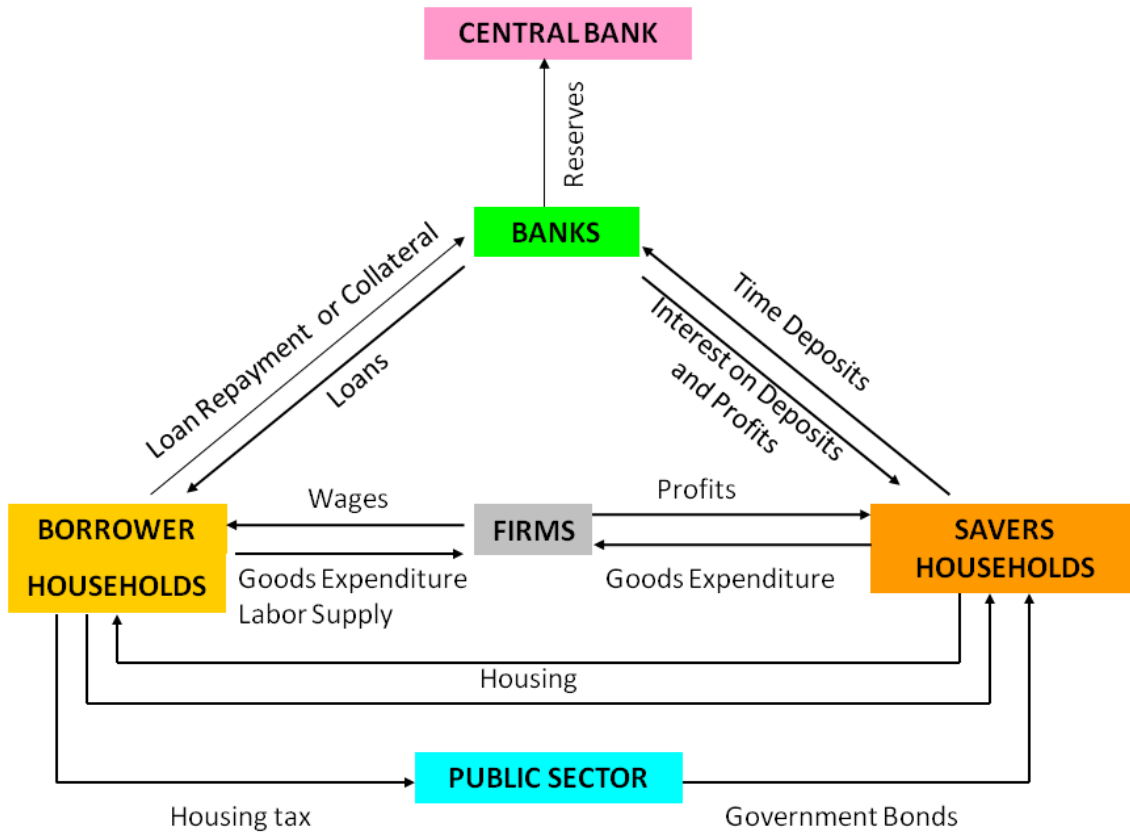 CENTRAL BANK
Reserves
BANKS
Loan Repayment or Collateral
Loans
Time Deposits
Interest on Deposits
and Profits
Wages
Profits
BORROWER
HOUSEHOLDS
FIRMS
SAVERS
HOUSEHOLDS
Goods Expenditure
Labor Supply
Goods Expenditure
Housing
PUBLIC SECTOR
Housing tax
Government Bonds